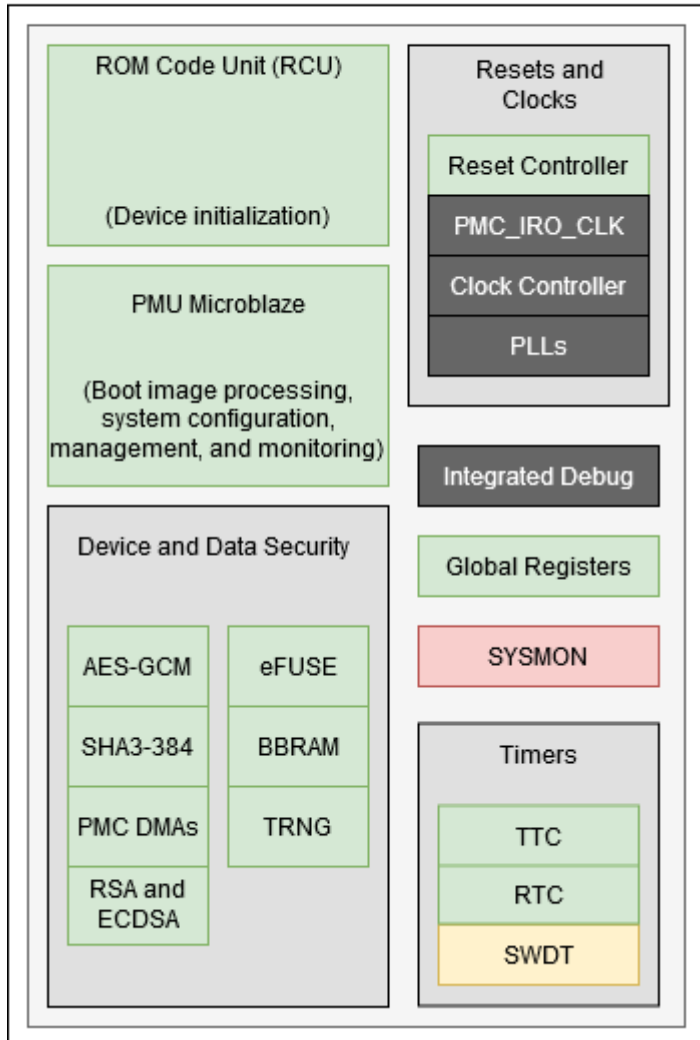 ROM Code Unit (RCU)
(Device initialization)
PMU Microblaze
(Boot image processing,
system configuration,
management, and monitoring)
Device and Data Security
AES-GCM
SHA3-384
PMC DMAs
RSA and
ECDSA
eFUSE
BBRAM
TRNG
Resets and
Clocks
Reset Controller
PMC_IRO_CLK
Clock Controller
PLLs
Integrated Debug
Global Registers
SYSMON
Timers
TTC
RTC
SWDT